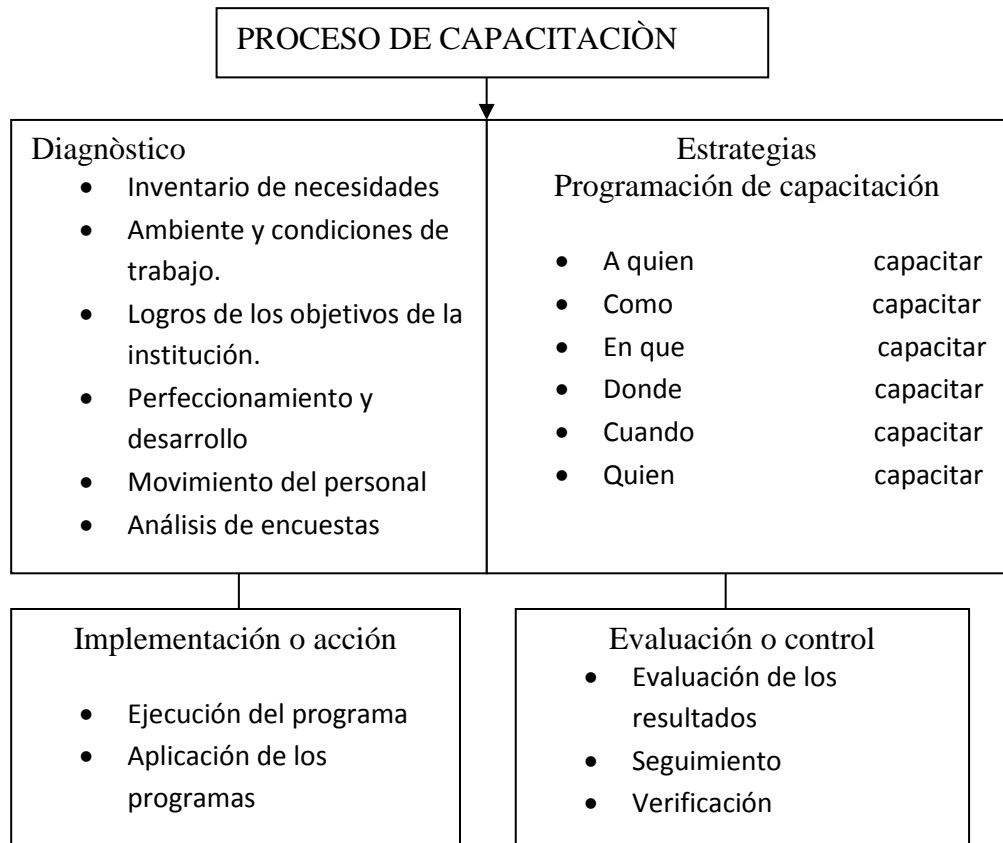 PROCESO DE CAPACITACIÒN
Diagnòstico
• Inventario de necesidades
• Ambiente y condiciones de
trabajo.
• Logros de los objetivos de la
institución.
• Perfeccionamiento y
desarrollo
• Movimiento del personal
• Análisis de encuestas
Estrategias
Programación de capacitación
• A quien capacitar
• Como capacitar
• En que capacitar
• Donde capacitar
• Cuando capacitar
• Quien capacitar
Implementación o acción
• Ejecución del programa
• Aplicación de los
programas
Evaluación o control
• Evaluación de los
resultados
• Seguimiento
• Verificación